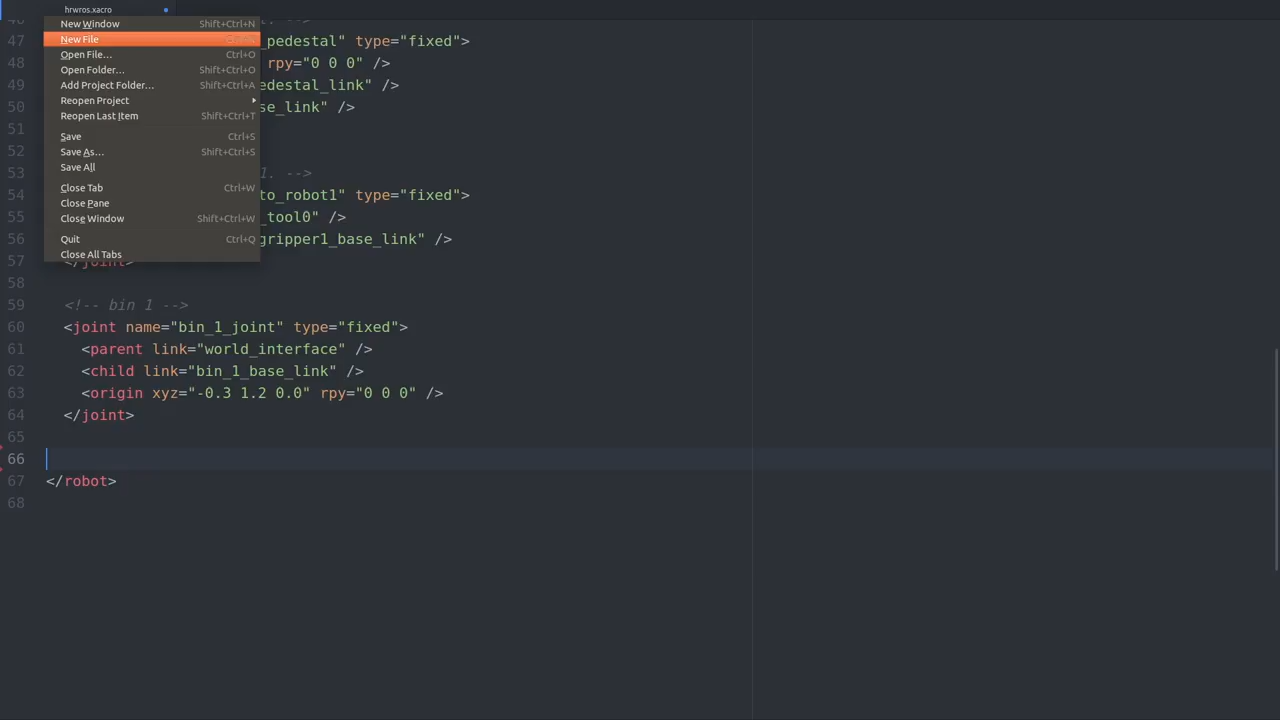 hrwros.xacro
New Window Shift+Ctrl+N
New File
Open File... Ctrl+O
Open Folder... Shift+Ctrl+O
Add Project Folder... Shift+Ctrl+A
Reopen Project
Reopen Last Item Shift+Ctrl+T
Save Ctrl+S
Save As... Shift+Ctrl+S
Save All
Close Tab Ctrl+W
Close Pane
Close Window Shift+Ctrl+W
Quit Ctrl+Q
Close All Tabs
46 -->
47 _pedestal" type="fixed">
48 rpy="0 0 0" />
49 edestal_link" />
50 se_link" />
51
52
53 1. -->
54 to_robot1" type="fixed">
55 _tool0" />
56 gripper1_base_link" />
57 </joint>
58
59 <!-- bin 1 -->
60 <joint name="bin_1_joint" type="fixed">
61 <parent link="world_interface" />
62 <child link="bin_1_base_link" />
63 <origin xyz="-0.3 1.2 0.0" rpy="0 0 0" />
64 </joint>
65
66
67 </robot>
68